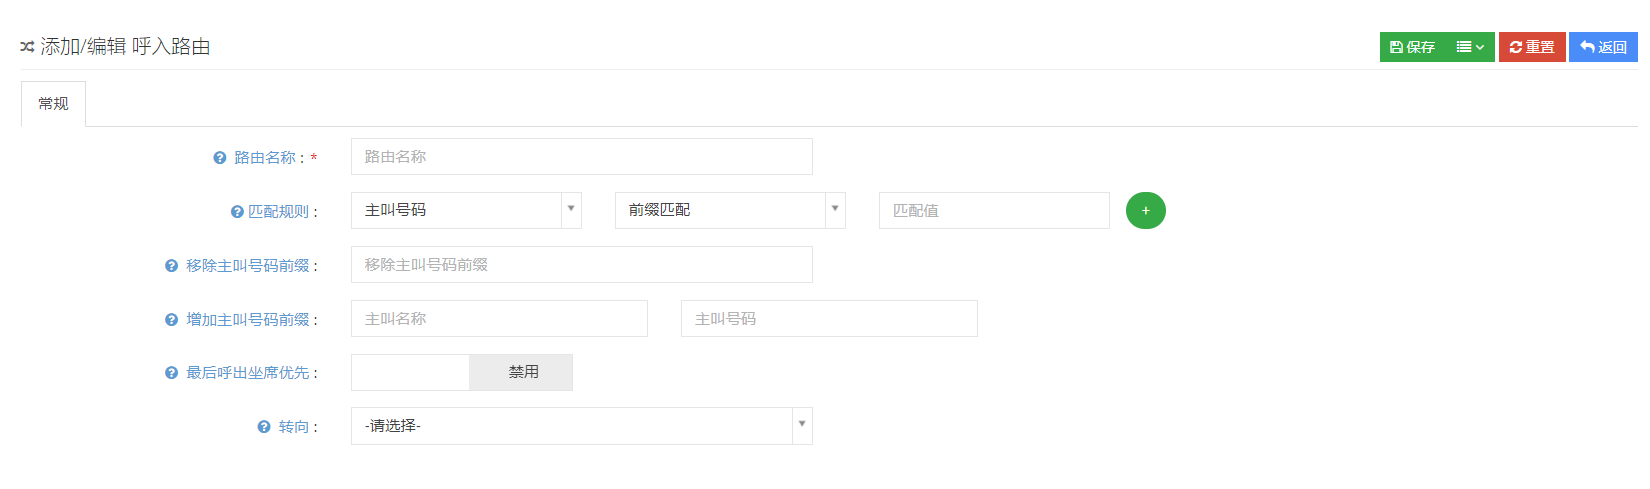 添加/编辑 呼入路由
保存
重置
返回
常规
路由名称 : *
路由名称
匹配规则 :
主叫号码
前缀匹配
匹配值
+
移除主叫号码前缀 :
移除主叫号码前缀
增加主叫号码前缀 :
主叫名称
主叫号码
最后呼出坐席优先 :
禁用
转向 :
-请选择-